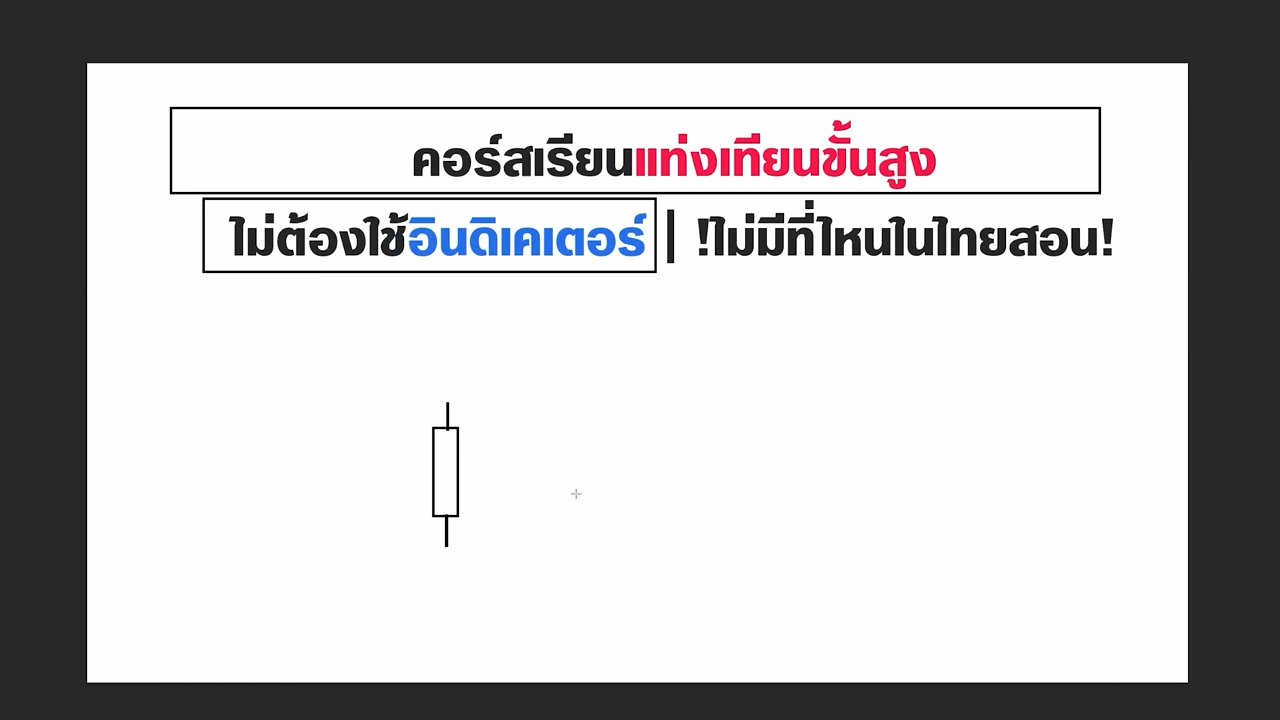 คอร์สเรียนแท่งเทียนขั้นสูง
ไม่ต้องใช้อินดิเคเตอร์ | !ไม่มีที่ไหนในไทยสอน!